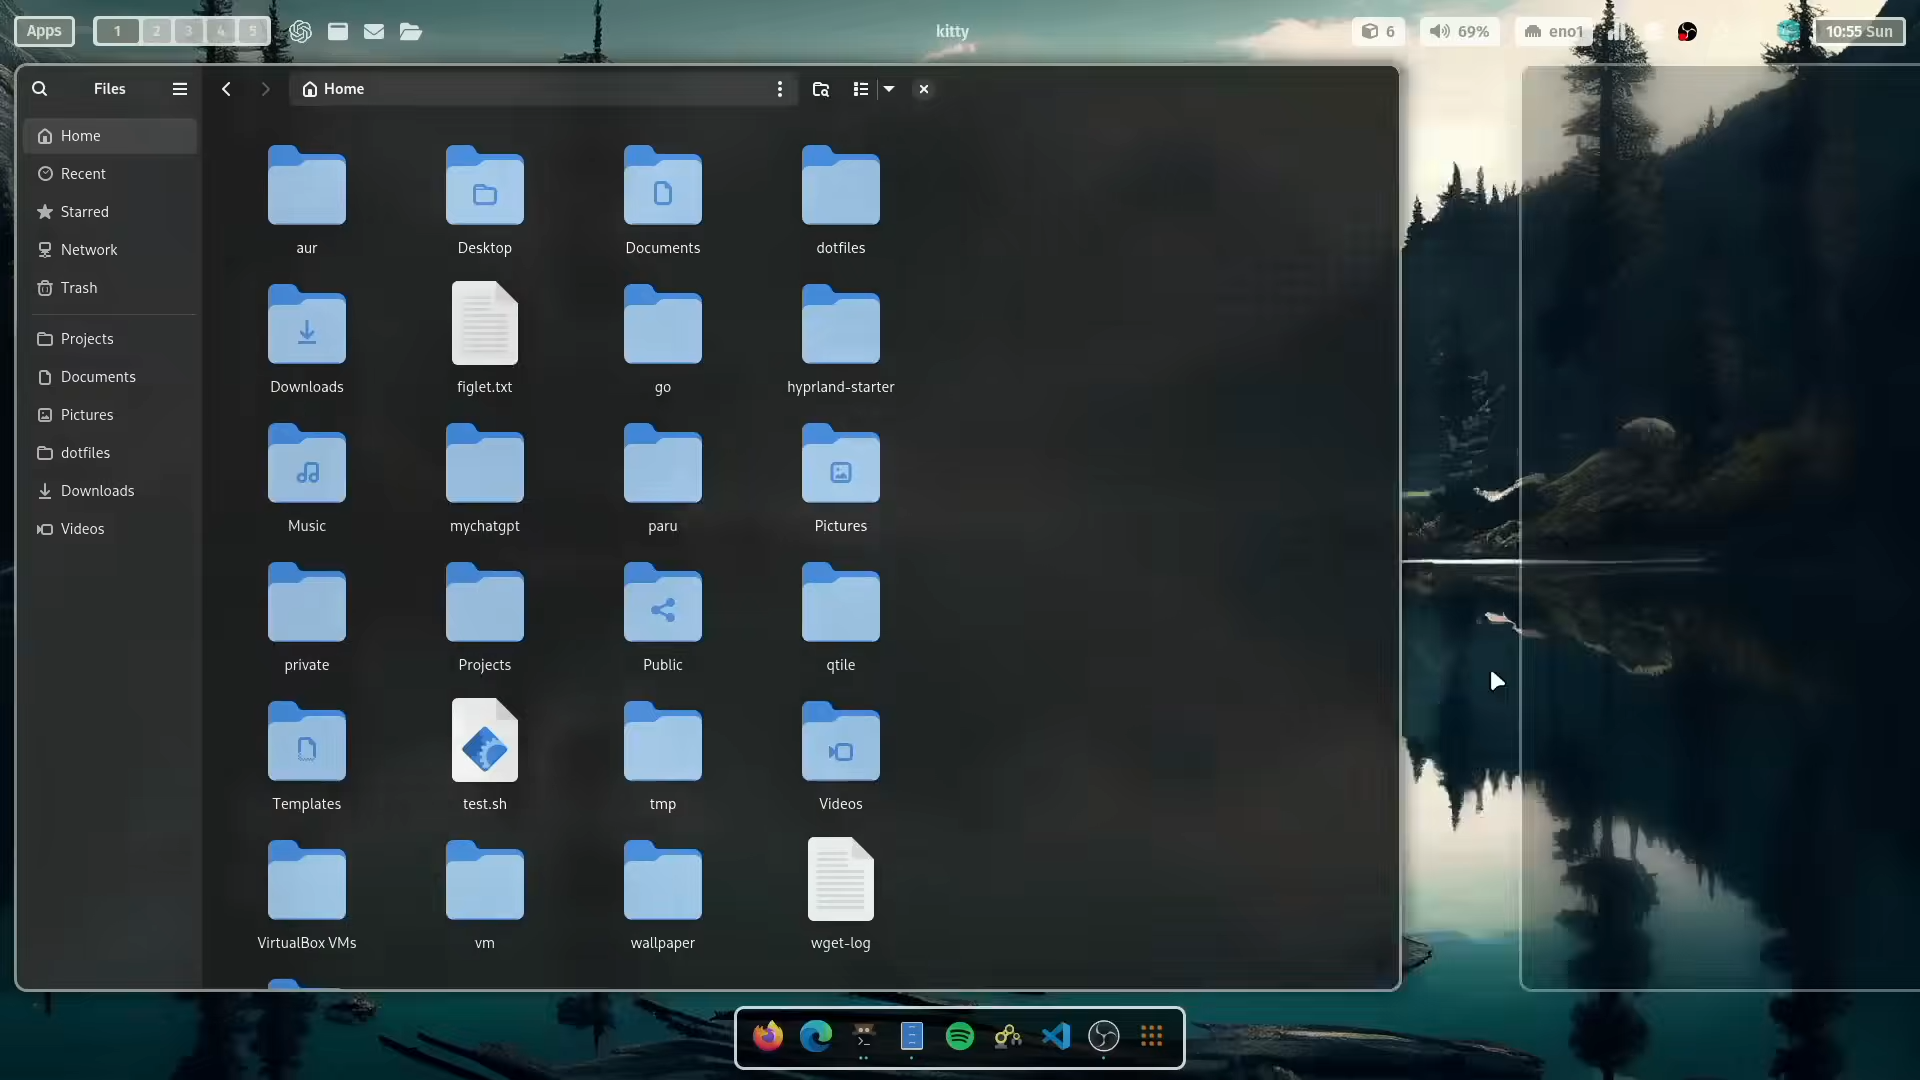 Apps
1 2 3 4 5
kitty
6
69%
eno1
10:55 Sun
Files
Home
Home
Recent
Starred
Network
Trash
Projects
Documents
Pictures
dotfiles
Downloads
Videos
aur
Desktop
Documents
dotfiles
Downloads
figlet.txt
go
hyprland-starter
Music
mychatgpt
paru
Pictures
private
Projects
Public
qtile
Templates
test.sh
tmp
Videos
VirtualBox VMs
vm
wallpaper
wget-log